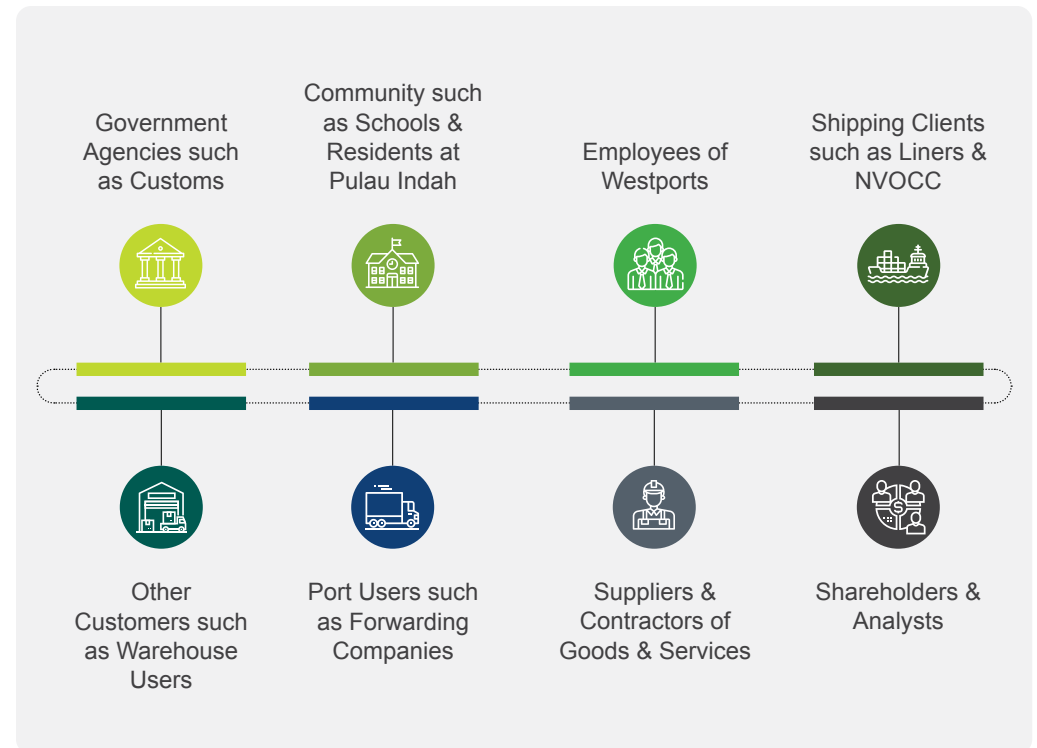 Government
Agencies such
as Customs
Community such
as Schools &
Residents at
Pulau Indah
Employees of
Westports
Shipping Clients
such as Liners &
NVOCC
Other
Customers such
as Warehouse
Users
Port Users such
as Forwarding
Companies
Suppliers &
Contractors of
Goods & Services
Shareholders &
Analysts